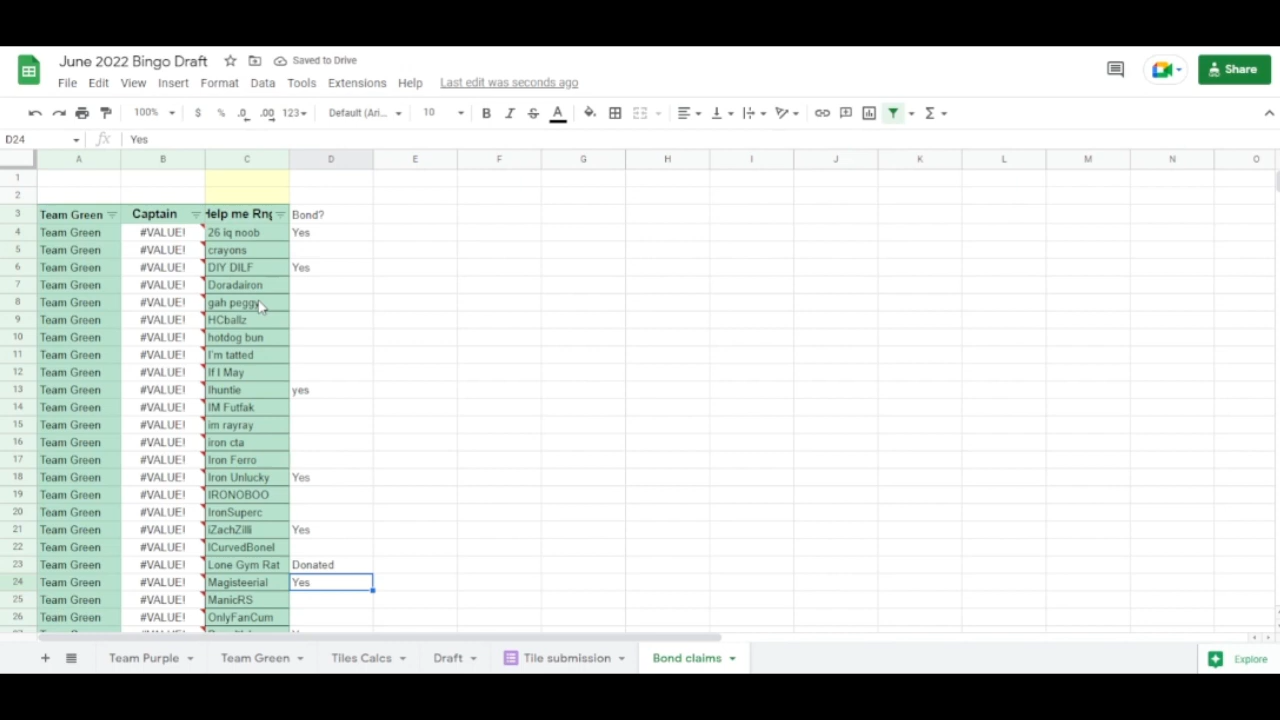 June 2022 Bingo Draft Saved to Drive
File Edit View Insert Format Data Tools Extensions Help Last edit was seconds ago
Share
100% $ % .0 .00 123 Default (Ari... 10 B I S A
D24 fx Yes
A B C D E F G H I J K L M N O
1
2
3 Team Green Captain Help me Rng Bond?
4 Team Green #VALUE! 26 iq noob Yes
5 Team Green #VALUE! crayons
6 Team Green #VALUE! DIY DILF Yes
7 Team Green #VALUE! Doradairon
8 Team Green #VALUE! gah peggy
9 Team Green #VALUE! HCballz
10 Team Green #VALUE! hotdog bun
11 Team Green #VALUE! I'm tatted
12 Team Green #VALUE! If I May
13 Team Green #VALUE! Ihuntie yes
14 Team Green #VALUE! IM Futfak
15 Team Green #VALUE! im rayray
16 Team Green #VALUE! iron cta
17 Team Green #VALUE! Iron Ferro
18 Team Green #VALUE! Iron Unlucky Yes
19 Team Green #VALUE! IRONOBOO
20 Team Green #VALUE! IronSuperc
21 Team Green #VALUE! iZachZilli Yes
22 Team Green #VALUE! lCurvedBonel
23 Team Green #VALUE! Lone Gym Rat Donated
24 Team Green #VALUE! Magisteerial Yes
25 Team Green #VALUE! ManicRS
26 Team Green #VALUE! OnlyFanCum
Team Purple Team Green Tiles Calcs Draft Tile submission Bond claims Explore